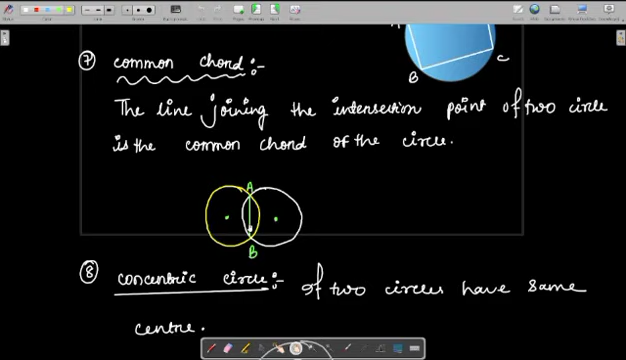 B
C
⑦ common chord :-
The line joining the intersection point of two circle
is the common chord of the circle.
A
B
⑧ concentric circle :- If two circles have same
centre.